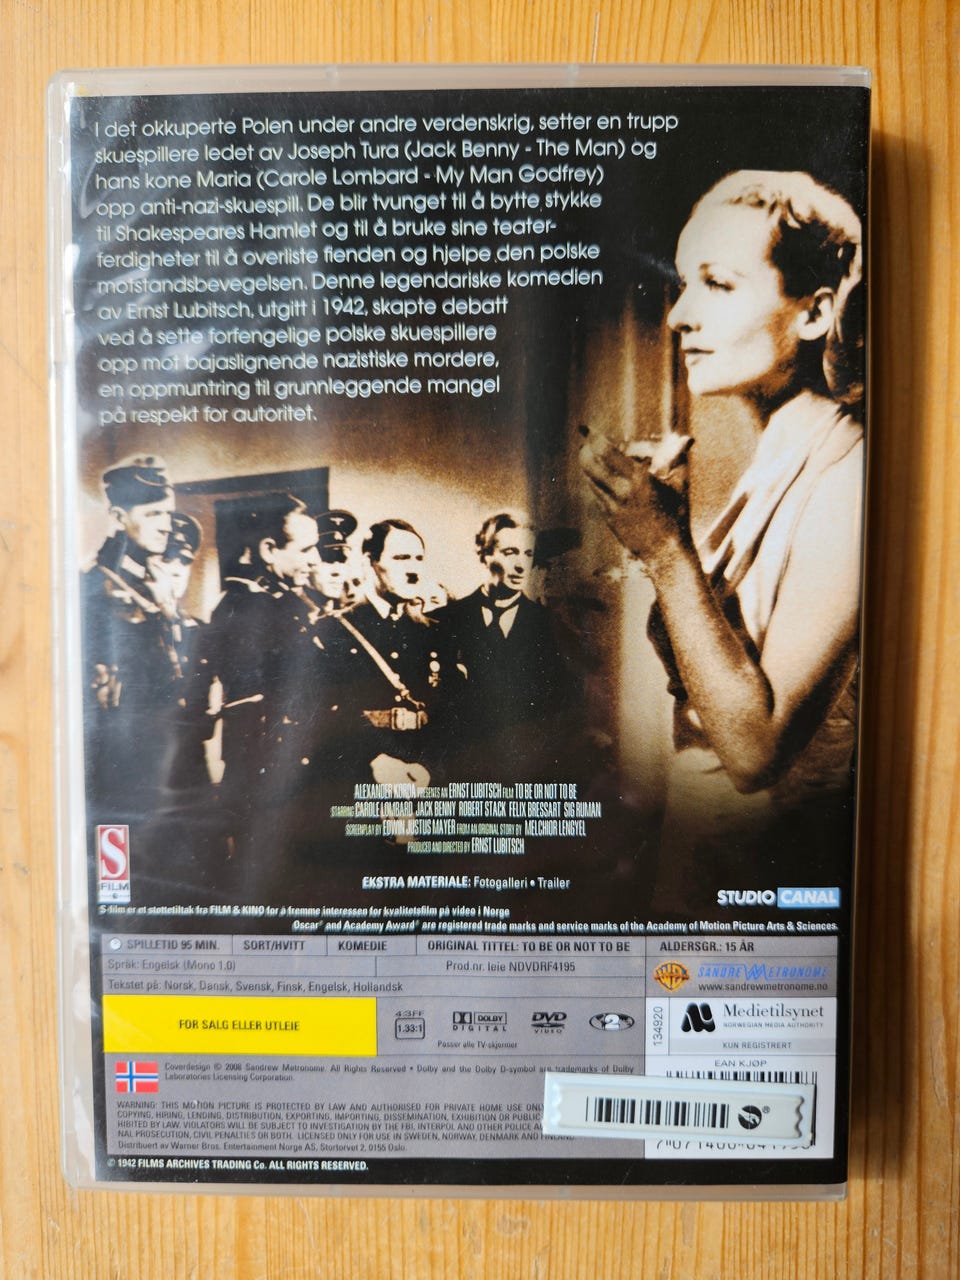 I det okkuperte Polen under andre verdenskrig, setter en trupp
skuespillere ledet av Joseph Tura (Jack Benny - The Man) og
hans kone Maria (Carole Lombard - My Man Godfrey)
opp anti-nazi-skuespill. De blir tvunget til å bytte stykke
til Shakespeares Hamlet og til å bruke sine teater-
ferdigheter til å overliste fienden og hjelpe den polske
motstandsbevegelsen. Denne legendariske komedien
av Ernst Lubitsch, utgitt i 1942, skapte debatt
ved å sette forfengelige polske skuespillere
opp mot bajaslignende nazistiske mordere,
en oppmuntring til grunnleggende mangel
på respekt for autoritet.
ALEXANDER KORDA PRESENTS AN ERNST LUBITSCH FILM TO BE OR NOT TO BE
STARRING CAROLE LOMBARD JACK BENNY ROBERT STACK FELIX BRESSART SIG RUMAN
SCREENPLAY BY EDWIN JUSTUS MAYER FROM AN ORIGINAL STORY BY MELCHIOR LENGYEL
PRODUCED AND DIRECTED BY ERNST LUBITSCH
EKSTRA MATERIALE: Fotogalleri • Trailer
S
FILM
STUDIO CANAL
S-film er et støttetiltak fra FILM & KINO for å fremme interessen for kvalitetsfilm på video i Norge
Oscar® and Academy Award® are registered trade marks and service marks of the Academy of Motion Picture Arts & Sciences.
SPILLETID 95 MIN. SORT/HVITT KOMEDIE ORIGINAL TITTEL: TO BE OR NOT TO BE ALDERSGR.: 15 ÅR
Språk: Engelsk (Mono 1.0) Prod.nr. leie NDVDRF4195
Tekstet på: Norsk, Dansk, Svensk, Finsk, Engelsk, Hollandsk
SANDREW METRONOME
www.sandrewmetronome.no
FOR SALG ELLER UTLEIE
4:3FF
1.33:1
DOLBY
DIGITAL
DVD
VIDEO
2
Passer alle TV-skjermer
134920
Medietilsynet
NORWEGIAN MEDIA AUTHORITY
KUN REGISTRERT
EAN KJØP
Coverdesign © 2008 Sandrew Metronome. All Rights Reserved • Dolby and the Dolby D-symbol are trademarks of Dolby
Laboratories Licensing Corporation.
WARNING: THIS MOTION PICTURE IS PROTECTED BY LAW AND AUTHORISED FOR PRIVATE HOME USE ONL
COPYING, HIRING, LENDING, DISTRIBUTION, EXPORTING, IMPORTING, DISSEMINATION, EXHIBITION OR PUBLIC
HIBITED BY LAW. VIOLATORS WILL BE SUBJECT TO INVESTIGATION BY THE FBI, INTERPOL AND OTHER POLICE A
NAL PROSECUTION, CIVIL PENALTIES OR BOTH. LICENSED ONLY FOR USE IN SWEDEN, NORWAY, DENMARK AND FINLAND.
Distribuert av Warner Bros. Entertainment Norge AS, Stortorvet 2, 0155 Oslo.
© 1942 FILMS ARCHIVES TRADING Co. ALL RIGHTS RESERVED.